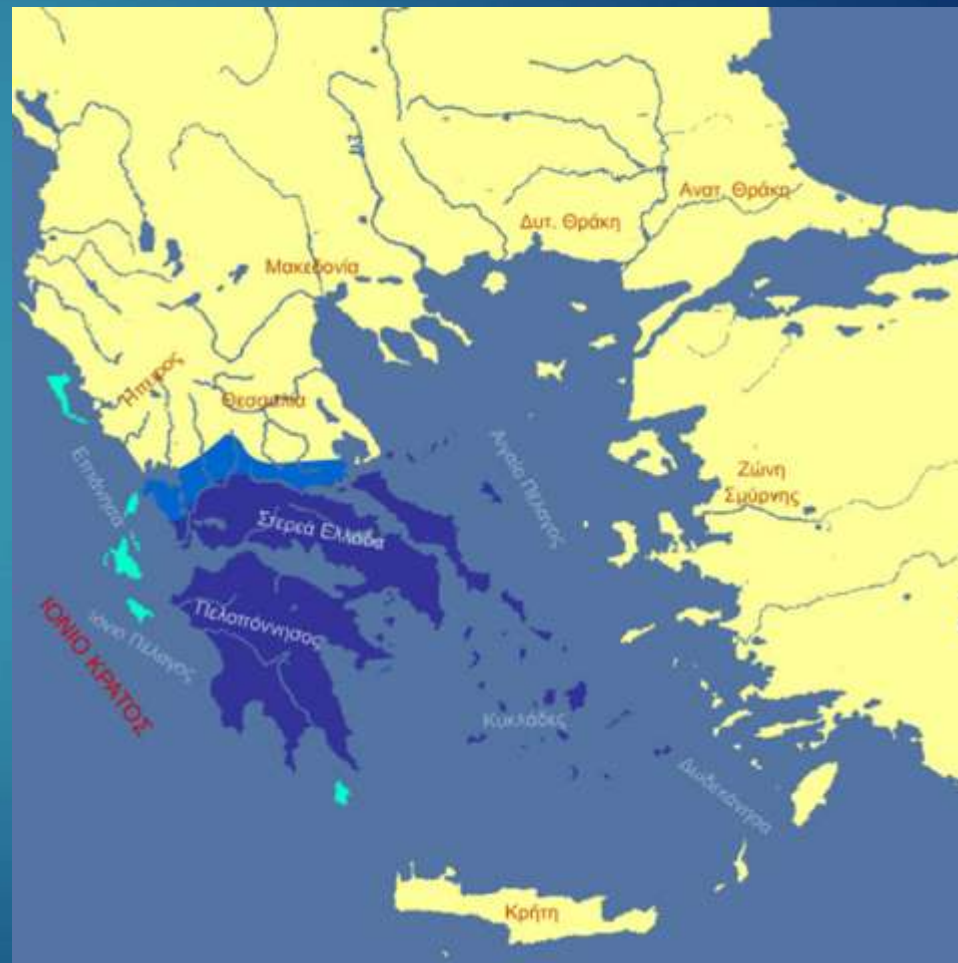 Ανατ. Θράκη
Δυτ. Θράκη
Μακεδονία
Ήπειρος
Θεσσαλία
Επτάνησα
Αιγαίο Πέλαγος
Ζώνη
Σμύρνης
Στερεά Ελλάδα
Πελοπόννησος
Ιόνιο Πέλαγος
ΙΟΝΙΟ ΚΡΑΤΟΣ
Κυκλάδες
Δωδεκάνησα
Κρήτη